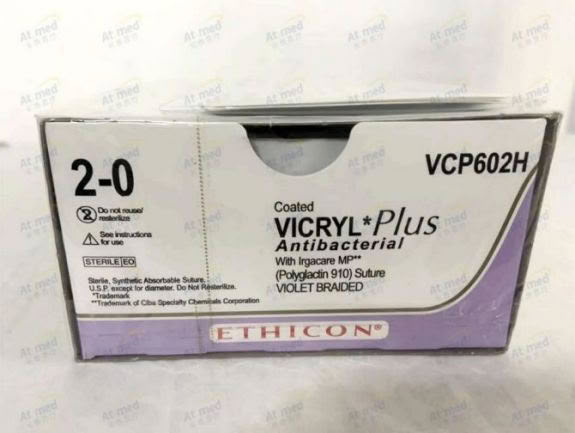 2-0
Do not reuse/
resterilize
See instructions
for use
STERILE EO
Sterile, Synthetic Absorbable Suture.
U.S.P. except for diameter. Do Not Resterilize.
*Trademark
**Trademark of Ciba Specialty Chemicals Corporation
VCP602H
Coated
VICRYL* Plus
Antibacterial
With Irgacare MP**
(Polyglactin 910) Suture
VIOLET BRAIDED
ETHICON®
At med